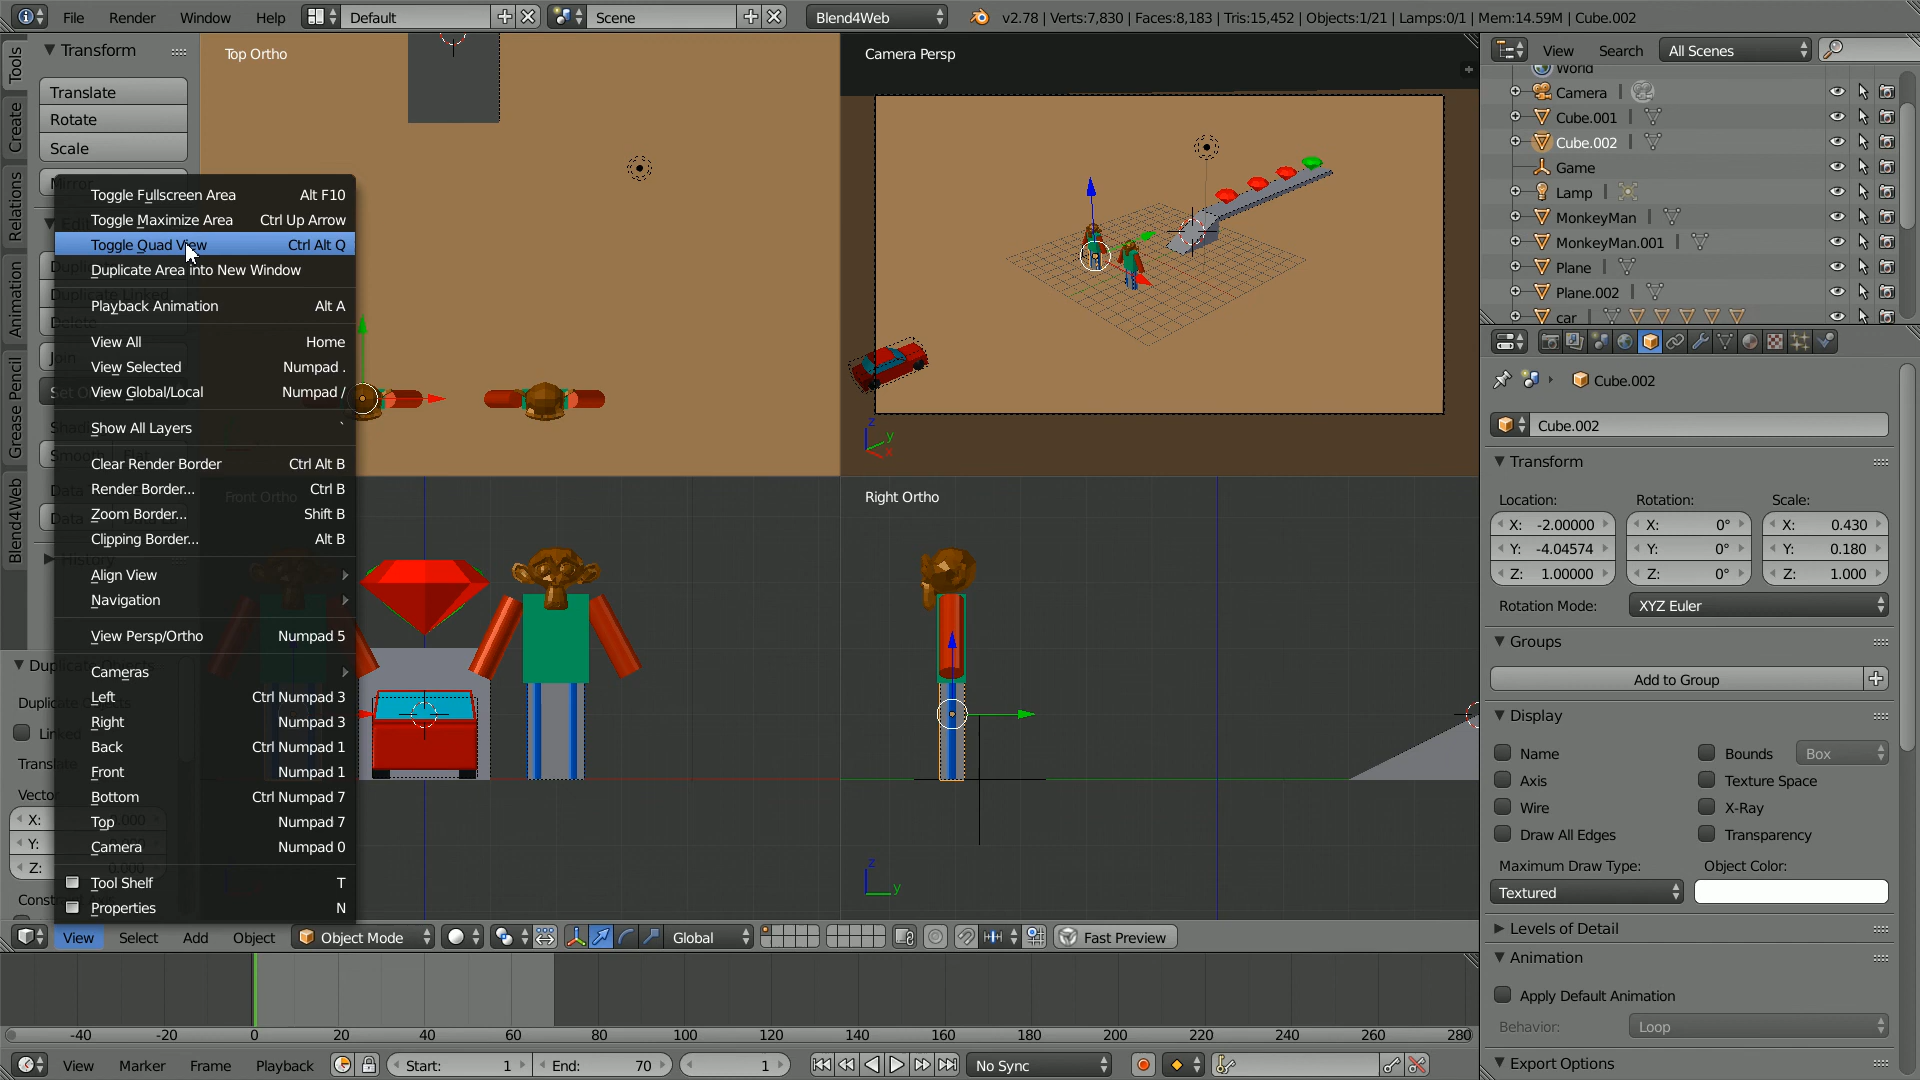 File Render Window Help Default Scene Blend4Web v2.78 | Verts:7,830 | Faces:8,183 | Tris:15,452 | Objects:1/21 | Lamps:0/1 | Mem:14.59M | Cube.002
Tools
Create
Relations
Animation
Grease Pencil
Blend4Web
Transform
Translate
Rotate
Scale
Toggle Fullscreen Area Alt F10
Toggle Maximize Area Ctrl Up Arrow
Toggle Quad View Ctrl Alt Q
Duplicate Area into New Window
Playback Animation Alt A
View All Home
View Selected Numpad .
View Global/Local Numpad /
Show All Layers `
Clear Render Border Ctrl Alt B
Render Border... Ctrl B
Zoom Border... Shift B
Clipping Border... Alt B
Align View
Navigation
View Persp/Ortho Numpad 5
Cameras
Left Ctrl Numpad 3
Right Numpad 3
Back Ctrl Numpad 1
Front Numpad 1
Bottom Ctrl Numpad 7
Top Numpad 7
Camera Numpad 0
Tool Shelf T
Properties N
Duplicate Objects
Linked
Translate
Vector
X:
Y:
Z:
Top Ortho
Camera Persp
Front Ortho
Right Ortho
z
y
x
z
y
View Select Add Object Object Mode Global Fast Preview
-40 -20 0 20 40 60 80 100 120 140 160 180 200 220 240 260 280
View Marker Frame Playback Start: 1 End: 70 1 No Sync
View Search All Scenes
World
Camera |
Cube.001 |
Cube.002 |
Game
Lamp |
MonkeyMan |
MonkeyMan.001 |
Plane |
Plane.002 |
car |
Cube.002
Cube.002
Transform
Location: Rotation: Scale:
X: -2.00000 X: 0° X: 0.430
Y: -4.04574 Y: 0° Y: 0.180
Z: 1.00000 Z: 0° Z: 1.000
Rotation Mode: XYZ Euler
Groups
Add to Group
Display
Name Bounds Box
Axis Texture Space
Wire X-Ray
Draw All Edges Transparency
Maximum Draw Type: Object Color:
Textured
Levels of Detail
Animation
Apply Default Animation
Behavior: Loop
Export Options